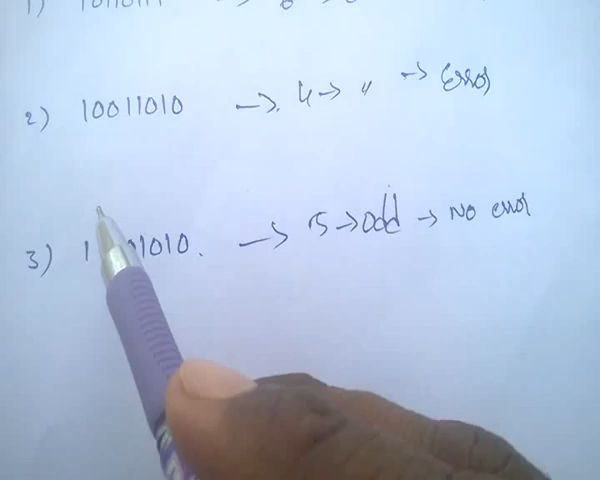 2) 10011010 -> 4 -> " -> Error
3) 1 1010. -> 5 -> Odd -> No error